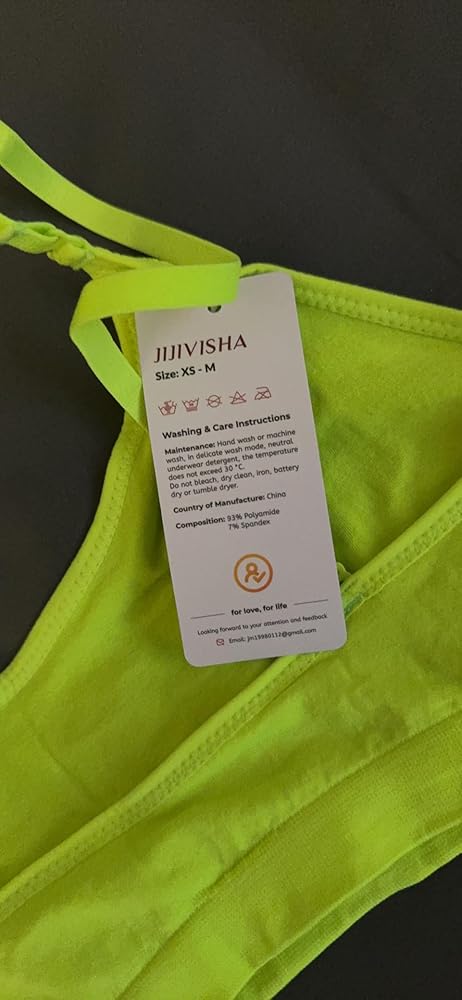 JIJIVISHA
Size: XS - M
Washing & Care Instructions
Maintenance: Hand wash or machine
wash, in delicate wash mode, neutral
underwear detergent, the temperature
does not exceed 30 °C.
Do not bleach, dry clean, iron, battery
dry or tumble dryer.
Country of Manufacture: China
Composition: 93% Polyamide
7% Spandex
for love, for life
Looking forward to your attention and feedback
Email: jin19980112@gmail.com